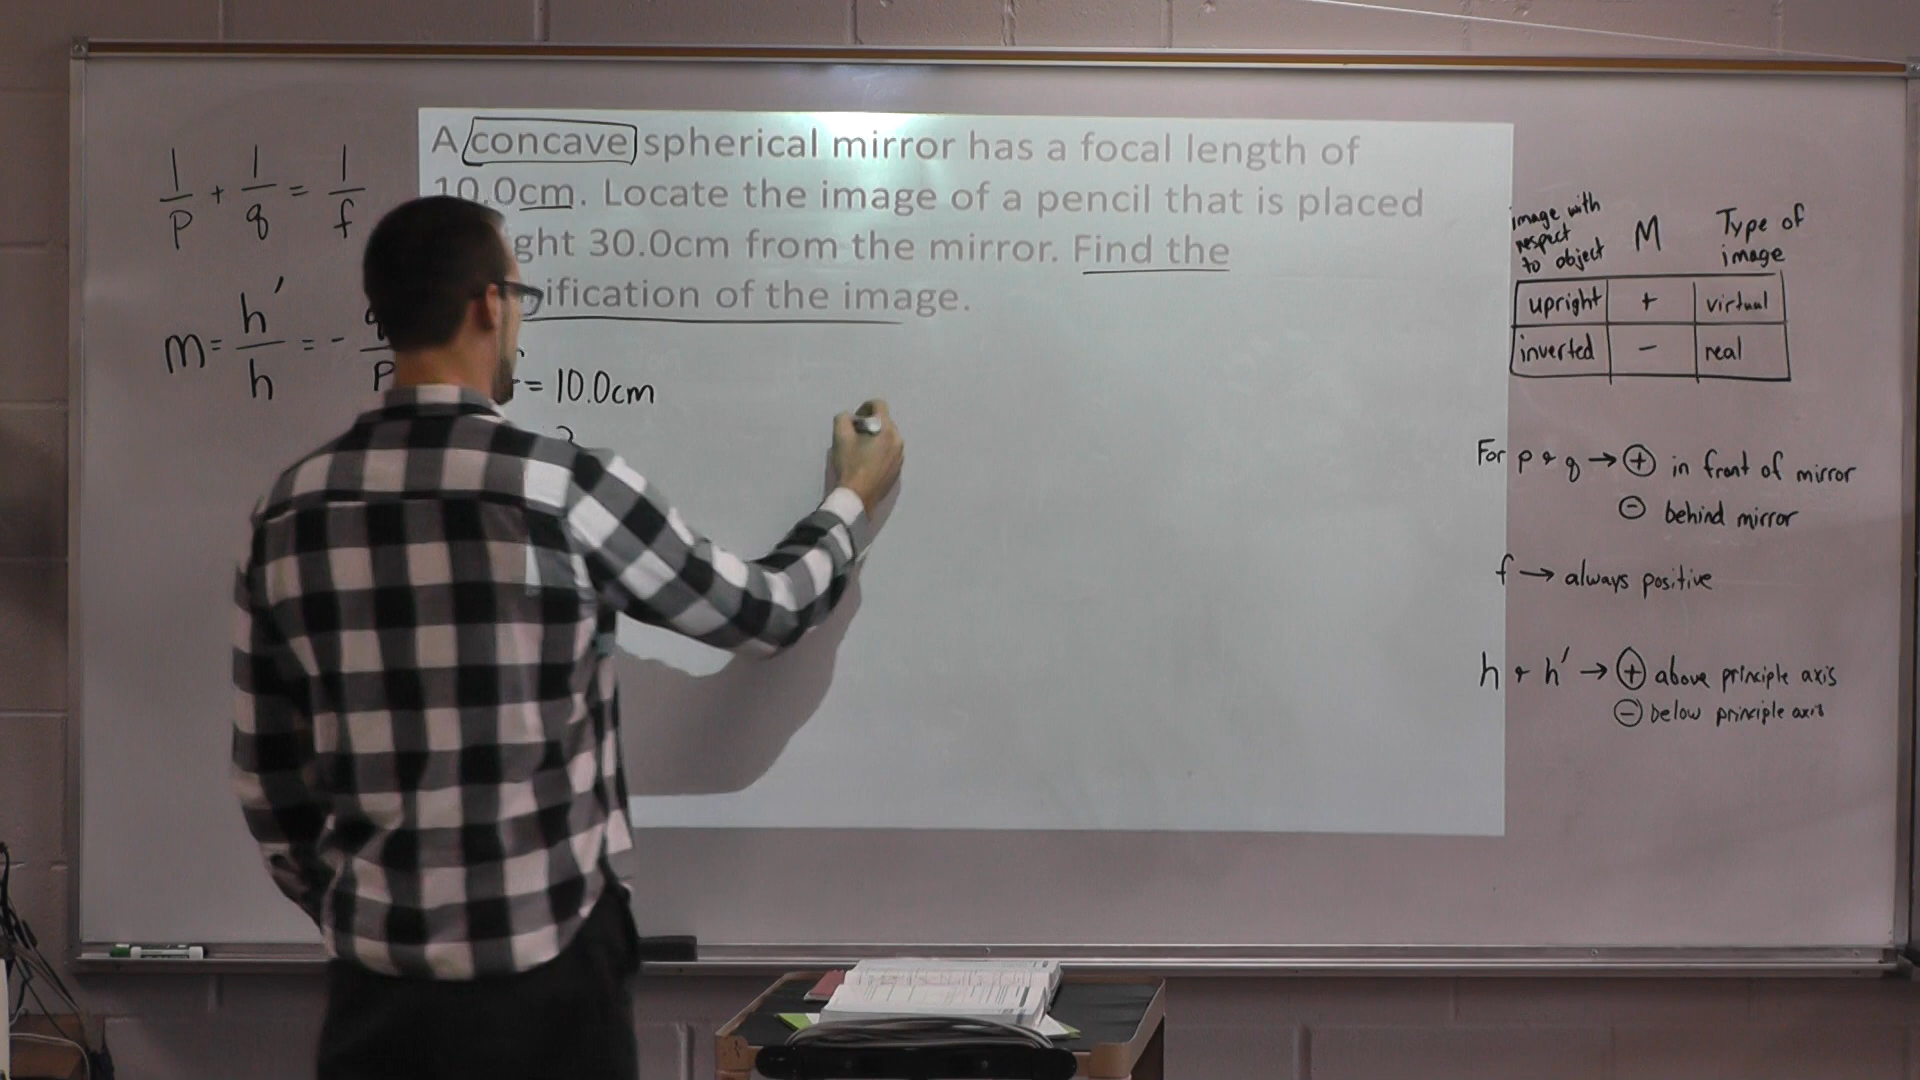 A concave spherical mirror has a focal length of
10.0cm. Locate the image of a pencil that is placed
ght 30.0cm from the mirror. Find the
ification of the image.
1/p + 1/q = 1/f
m = h'/h = - q/p
= 10.0cm
?
image with respect to object M Type of image
upright + virtual
inverted - real
For p & q → ⊕ in front of mirror
⊖ behind mirror
f → always positive
h & h' → ⊕ above principle axis
⊖ below principle axis